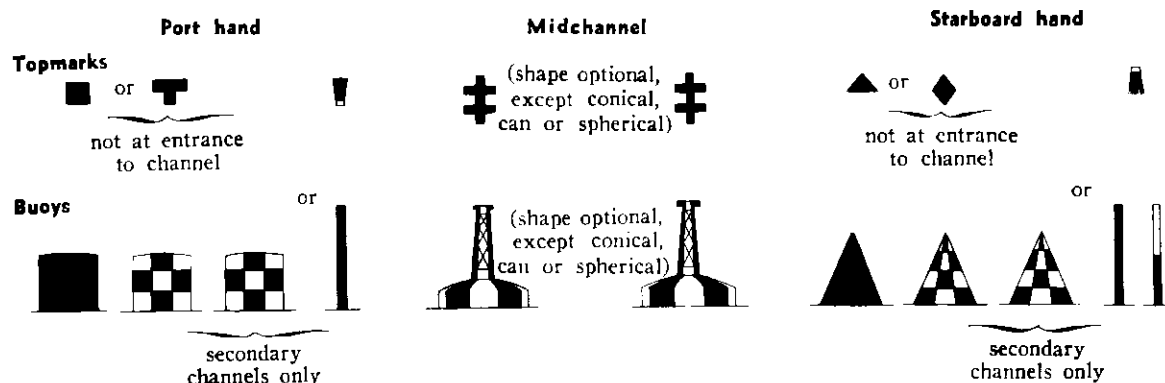 Port hand
Midchannel
Starboard hand
Topmarks
or
not at entrance
to channel
(shape optional,
except conical,
can or spherical)
or
not at entrance
to channel
Buoys
or
secondary
channels only
(shape optional,
except conical,
can or spherical)
or
secondary
channels only